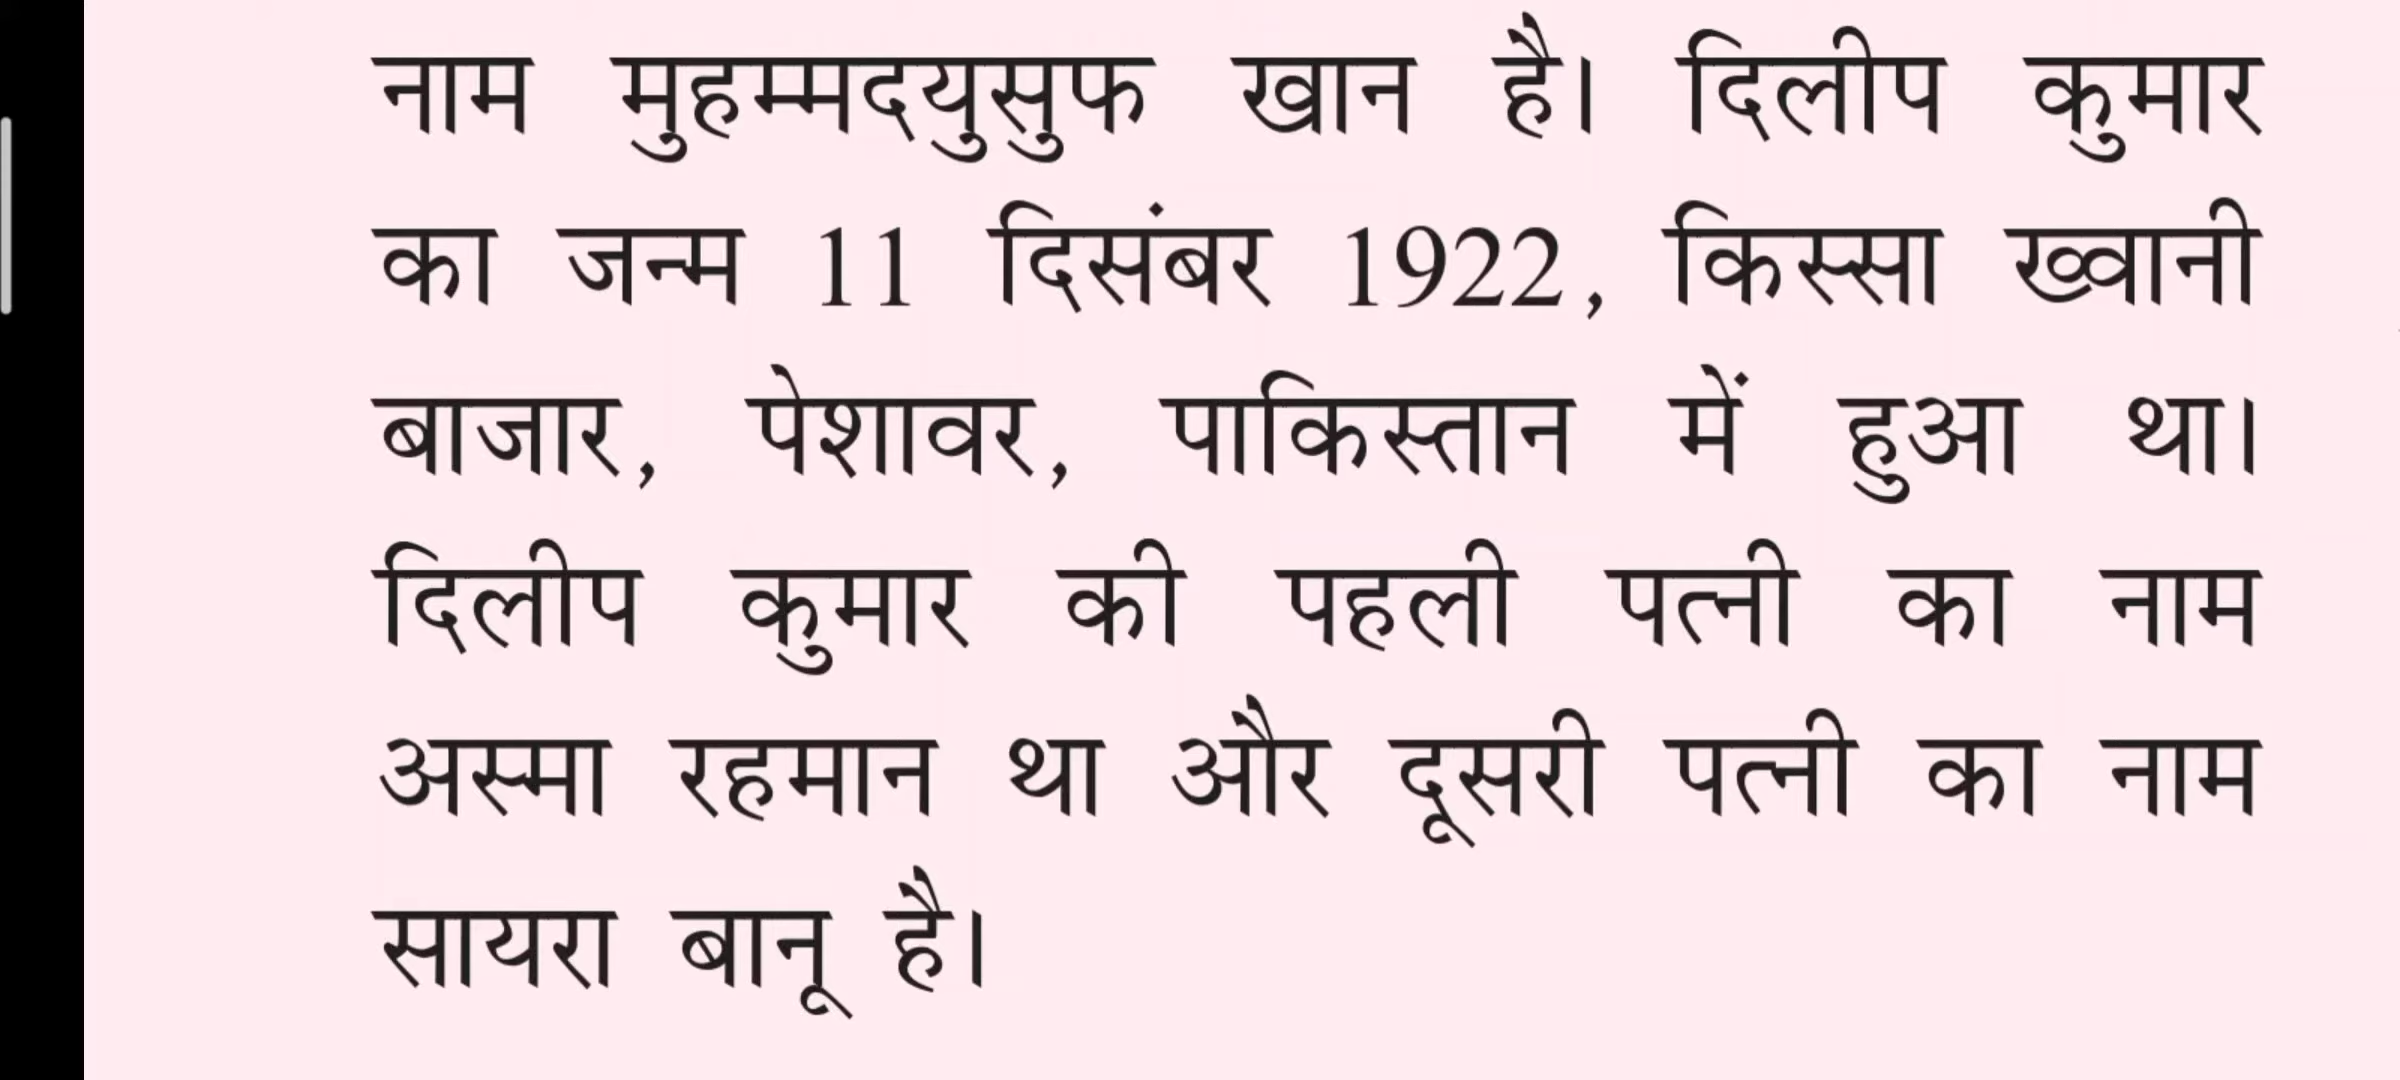 नाम मुहम्मदयुसुफ खान है। दिलीप कुमार
का जन्म 11 दिसंबर 1922, किस्सा ख्वानी
बाजार, पेशावर, पाकिस्तान में हुआ था।
दिलीप कुमार की पहली पत्नी का नाम
अस्मा रहमान था और दूसरी पत्नी का नाम
सायरा बानू है।